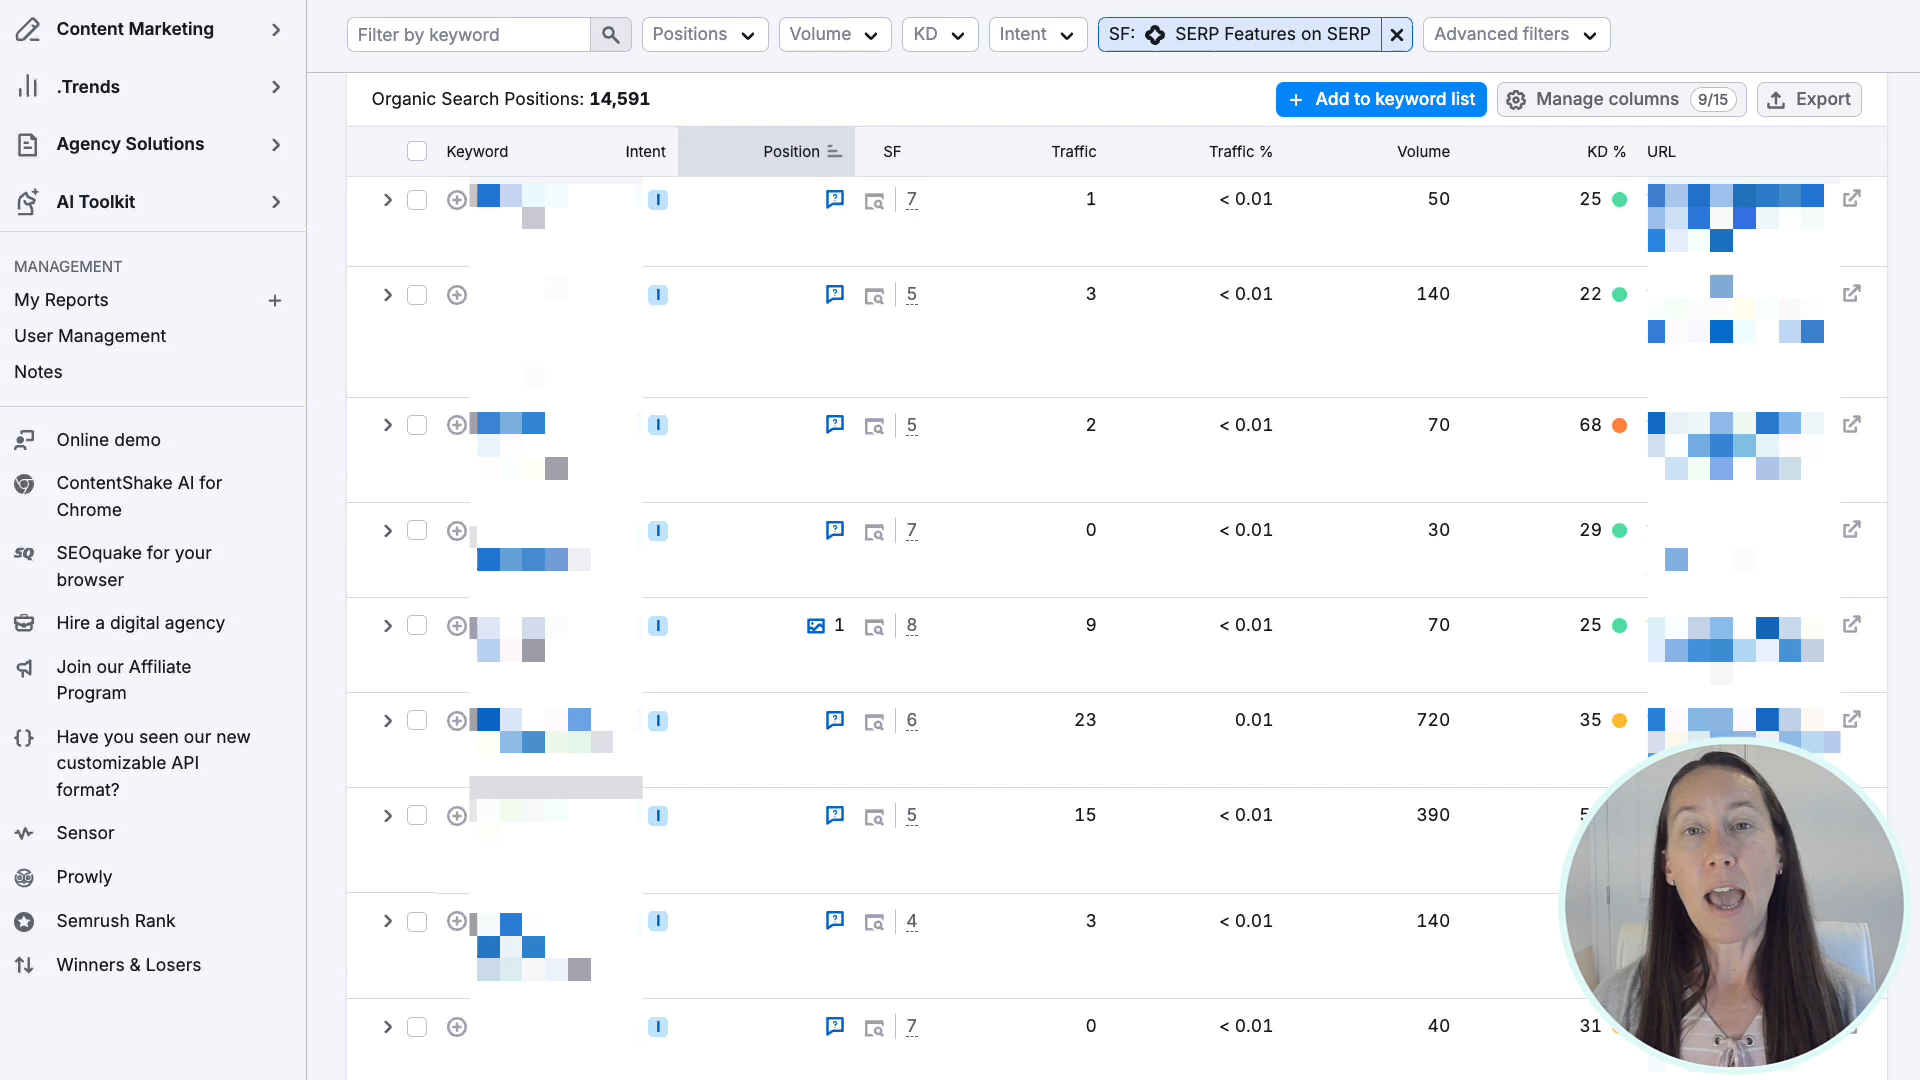 Content Marketing
.Trends
Agency Solutions
AI Toolkit
MANAGEMENT
My Reports
User Management
Notes
Online demo
ContentShake AI for
Chrome
SEOquake for your
browser
Hire a digital agency
Join our Affiliate
Program
Have you seen our new
customizable API
format?
Sensor
Prowly
Semrush Rank
Winners & Losers
Filter by keyword
Positions Volume KD Intent SF: SERP Features on SERP Advanced filters
Organic Search Positions: 14,591
+ Add to keyword list Manage columns 9/15 Export
Keyword Intent Position SF Traffic Traffic % Volume KD % URL
I 7 1 < 0.01 50 25
I 5 3 < 0.01 140 22
I 5 2 < 0.01 70 68
I 7 0 < 0.01 30 29
I 1 8 9 < 0.01 70 25
I 6 23 0.01 720 35
I 5 15 < 0.01 390
I 4 3 < 0.01 140
I 7 0 < 0.01 40 31